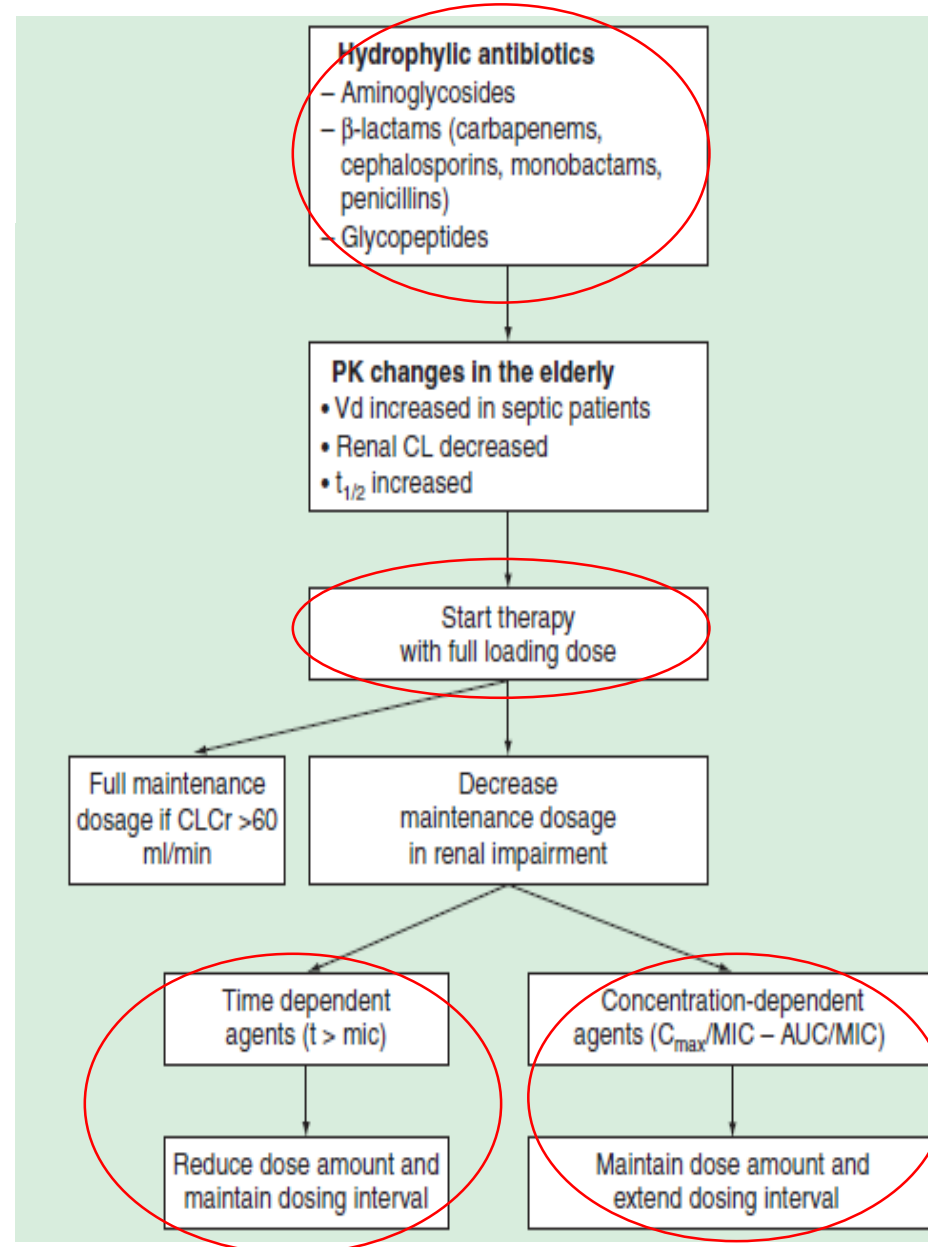 Hydrophylic antibiotics
– Aminoglycosides
– β-lactams (carbapenems,
cephalosporins, monobactams,
penicillins)
– Glycopeptides
PK changes in the elderly
• Vd increased in septic patients
• Renal CL decreased
• t1/2 increased
Start therapy
with full loading dose
Full maintenance
dosage if CLCr >60
ml/min
Decrease
maintenance dosage
in renal impairment
Time dependent
agents (t > mic)
Concentration-dependent
agents (Cmax/MIC – AUC/MIC)
Reduce dose amount and
maintain dosing interval
Maintain dose amount and
extend dosing interval